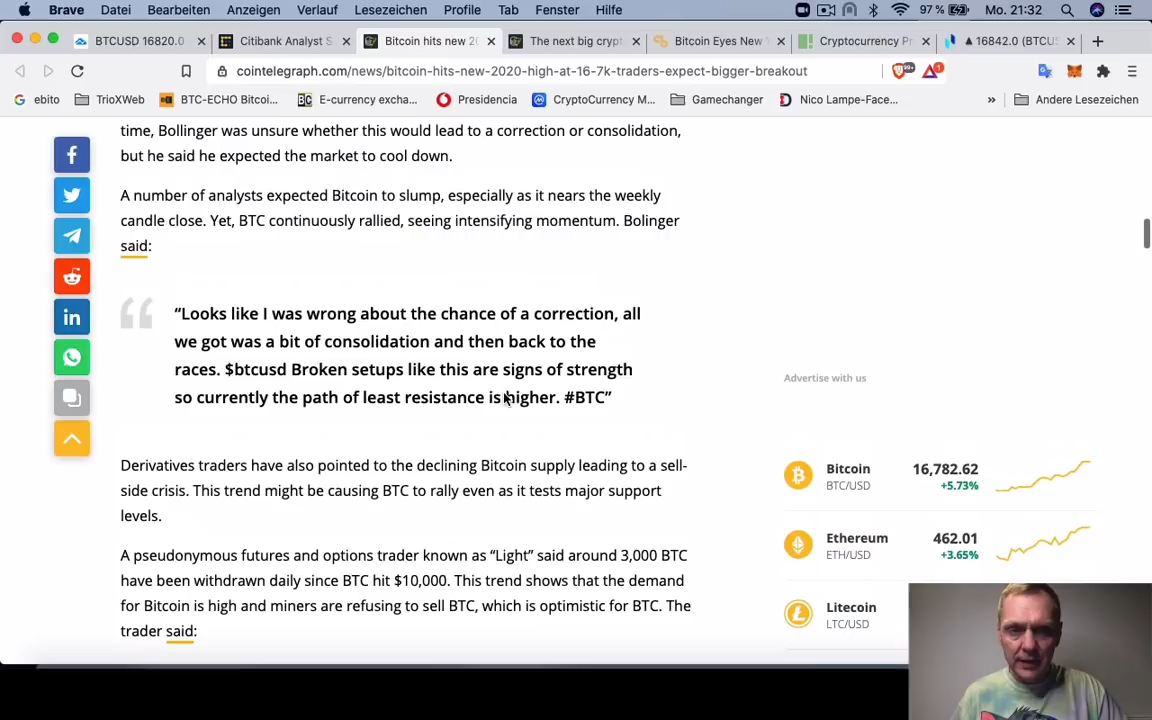 Brave Datei Bearbeiten Anzeigen Verlauf Lesezeichen Profile Tab Fenster Hilfe 97 % Mo. 21:32
BTCUSD 16820.0 Citibank Analyst S Bitcoin hits new 20 The next big crypt Bitcoin Eyes New Cryptocurrency Pr ▲ 16842.0 (BTCUS
cointelegraph.com/news/bitcoin-hits-new-2020-high-at-16-7k-traders-expect-bigger-breakout 99+ 1
ebito TrioXWeb BTC-ECHO Bitcoi... E-currency excha... Presidencia CryptoCurrency M... Gamechanger Nico Lampe-Face... » Andere Lesezeichen
time, Bollinger was unsure whether this would lead to a correction or consolidation,
but he said he expected the market to cool down.
A number of analysts expected Bitcoin to slump, especially as it nears the weekly
candle close. Yet, BTC continuously rallied, seeing intensifying momentum. Bolinger
said:
“Looks like I was wrong about the chance of a correction, all
we got was a bit of consolidation and then back to the
races. $btcusd Broken setups like this are signs of strength
so currently the path of least resistance is higher. #BTC”
Derivatives traders have also pointed to the declining Bitcoin supply leading to a sell-
side crisis. This trend might be causing BTC to rally even as it tests major support
levels.
A pseudonymous futures and options trader known as “Light” said around 3,000 BTC
have been withdrawn daily since BTC hit $10,000. This trend shows that the demand
for Bitcoin is high and miners are refusing to sell BTC, which is optimistic for BTC. The
trader said:
Advertise with us
Bitcoin 16,782.62
BTC/USD +5.73%
Ethereum 462.01
ETH/USD +3.65%
Litecoin
LTC/USD